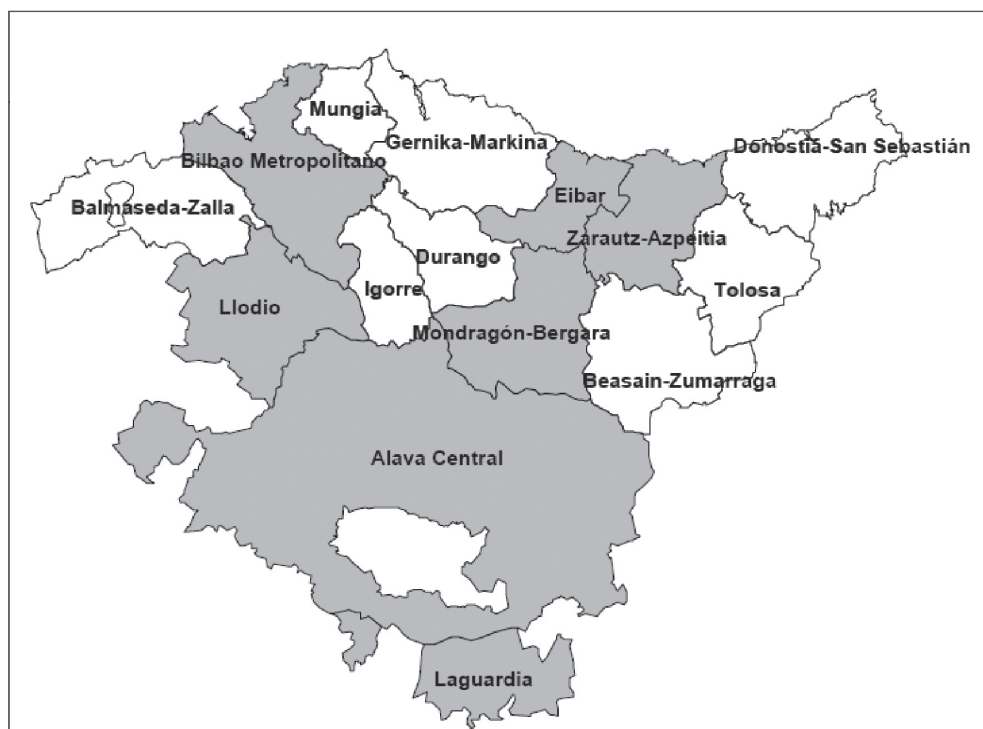 Mungia
Gernika-Markina
Donostia-San Sebastián
Bilbao Metropolitano
Eibar
Balmaseda-Zalla
Zarautz-Azpeitia
Durango
Igorre
Tolosa
Llodio
Mondragón-Bergara
Beasain-Zumarraga
Alava Central
Laguardia